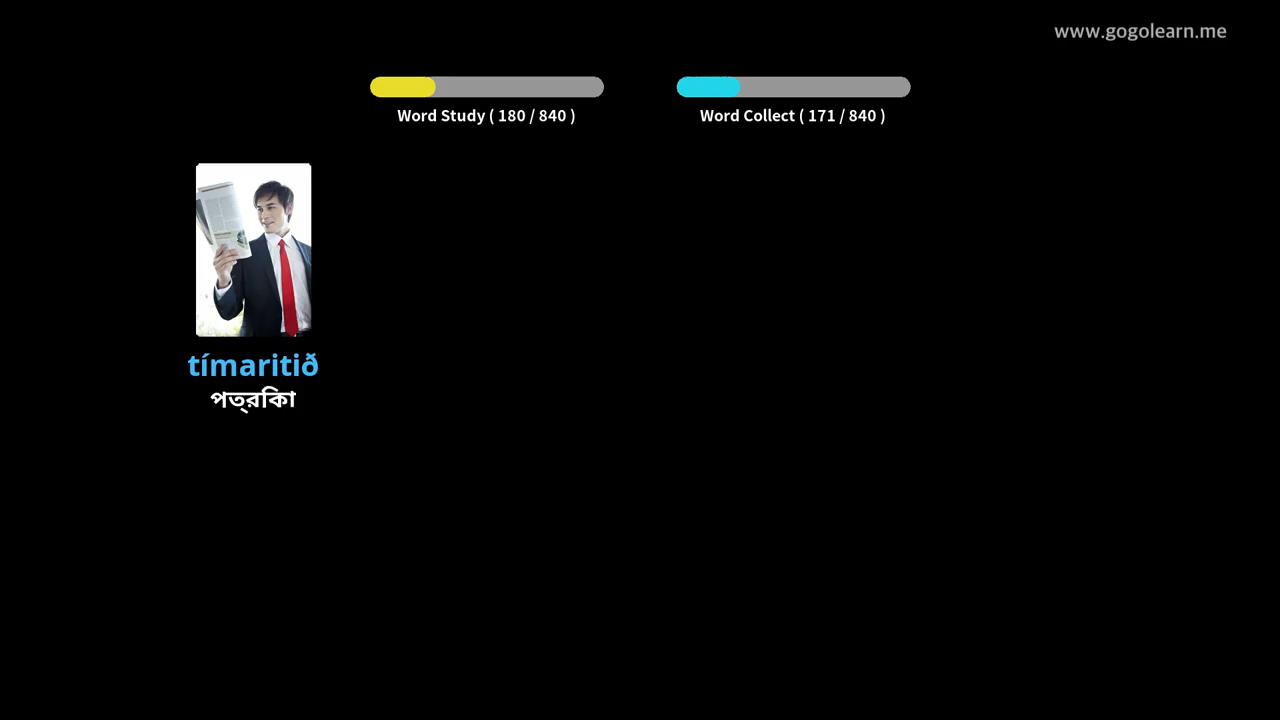 www.gogolearn.me
Word Study ( 180 / 840 )
Word Collect ( 171 / 840 )
tímaritið
পত্রিকা